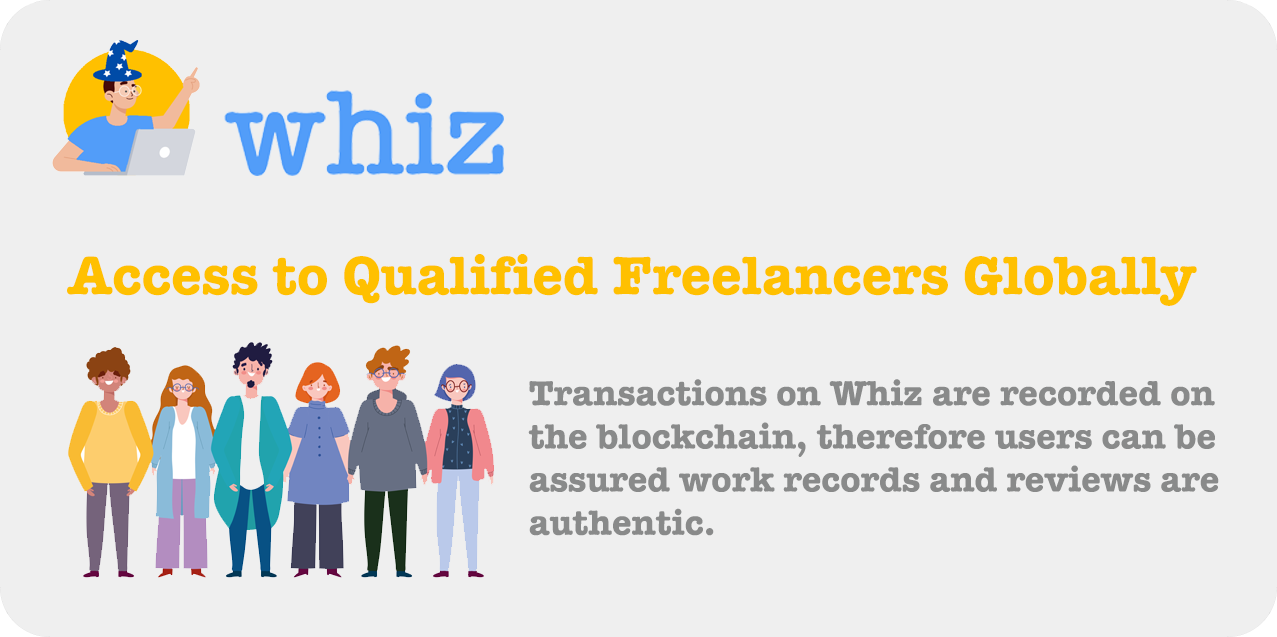 whiz
Access to Qualified Freelancers Globally
Transactions on Whiz are recorded on
the blockchain, therefore users can be
assured work records and reviews are
authentic.